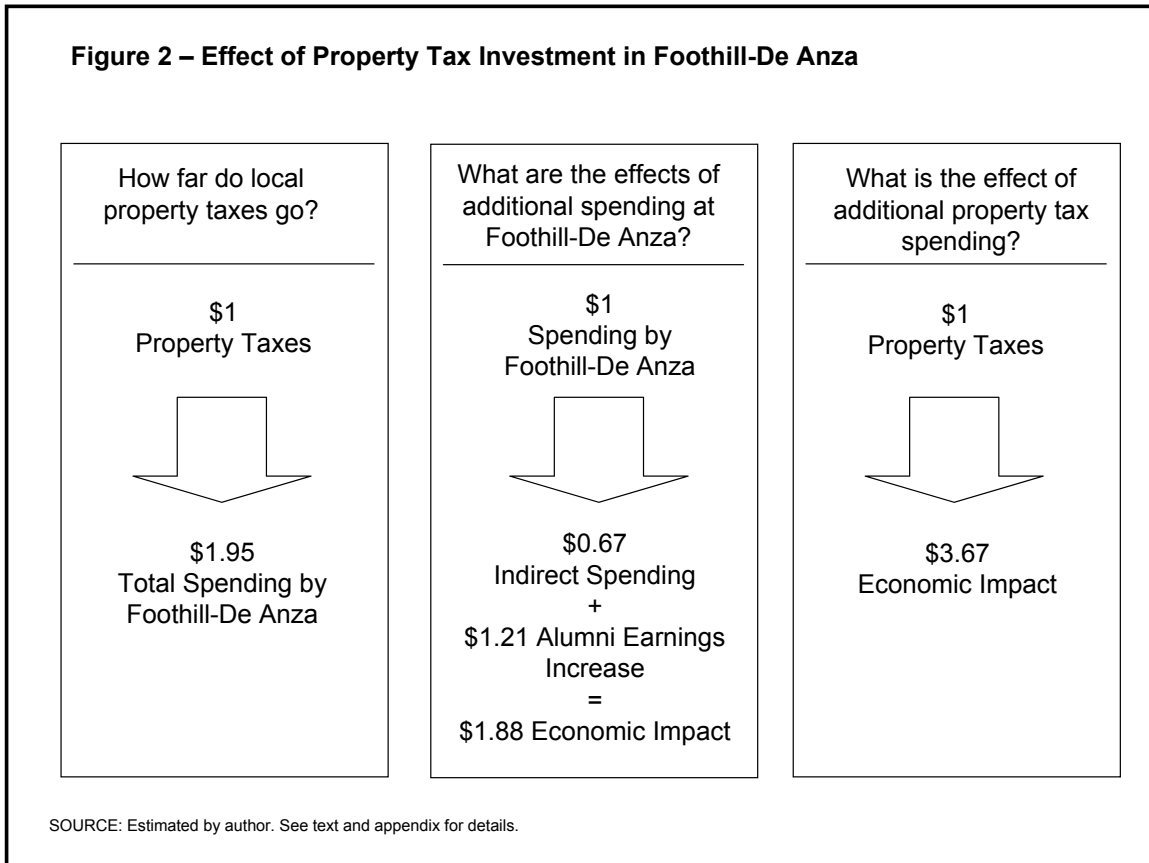 Figure 2 – Effect of Property Tax Investment in Foothill-De Anza
How far do local
property taxes go?
$1
Property Taxes
$1.95
Total Spending by
Foothill-De Anza
What are the effects of
additional spending at
Foothill-De Anza?
$1
Spending by
Foothill-De Anza
$0.67
Indirect Spending
+
$1.21 Alumni Earnings
Increase
=
$1.88 Economic Impact
What is the effect of
additional property tax
spending?
$1
Property Taxes
$3.67
Economic Impact
SOURCE: Estimated by author. See text and appendix for details.